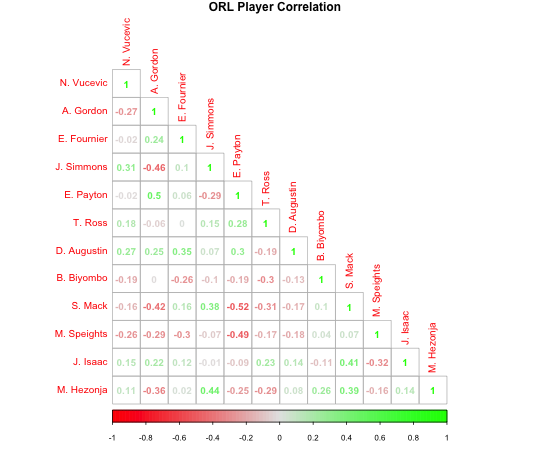 ORL Player Correlation
N. Vucevic
A. Gordon
E. Fournier
J. Simmons
E. Payton
T. Ross
D. Augustin
B. Biyombo
S. Mack
M. Speights
J. Isaac
M. Hezonja
N. Vucevic 1
A. Gordon -0.27 1
E. Fournier -0.02 0.24 1
J. Simmons 0.31 -0.46 0.1 1
E. Payton -0.02 0.5 0.06 -0.29 1
T. Ross 0.18 -0.06 0 0.15 0.28 1
D. Augustin 0.27 0.25 0.35 0.07 0.3 -0.19 1
B. Biyombo -0.19 0 -0.26 -0.1 -0.19 -0.3 -0.13 1
S. Mack -0.16 -0.42 0.16 0.38 -0.52 -0.31 -0.17 0.1 1
M. Speights -0.26 -0.29 -0.3 -0.07 -0.49 -0.17 -0.18 0.04 0.07 1
J. Isaac 0.15 0.22 0.12 -0.01 -0.09 0.23 0.14 -0.11 0.41 -0.32 1
M. Hezonja 0.11 -0.36 0.02 0.44 -0.25 -0.29 0.08 0.26 0.39 -0.16 0.14 1
-1 -0.8 -0.6 -0.4 -0.2 0 0.2 0.4 0.6 0.8 1